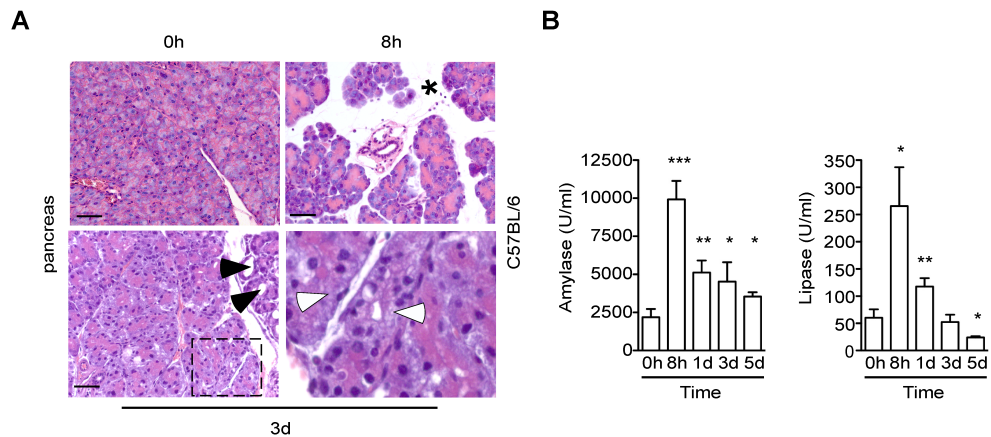 A
0h
8h
*
pancreas
C57BL/6
3d
B
12500
10000
7500
5000
2500
0
Amylase (U/ml)
***
**
*
*
0h 8h 1d 3d 5d
Time
350
300
250
200
150
100
50
0
Lipase (U/ml)
*
**
*
0h 8h 1d 3d 5d
Time